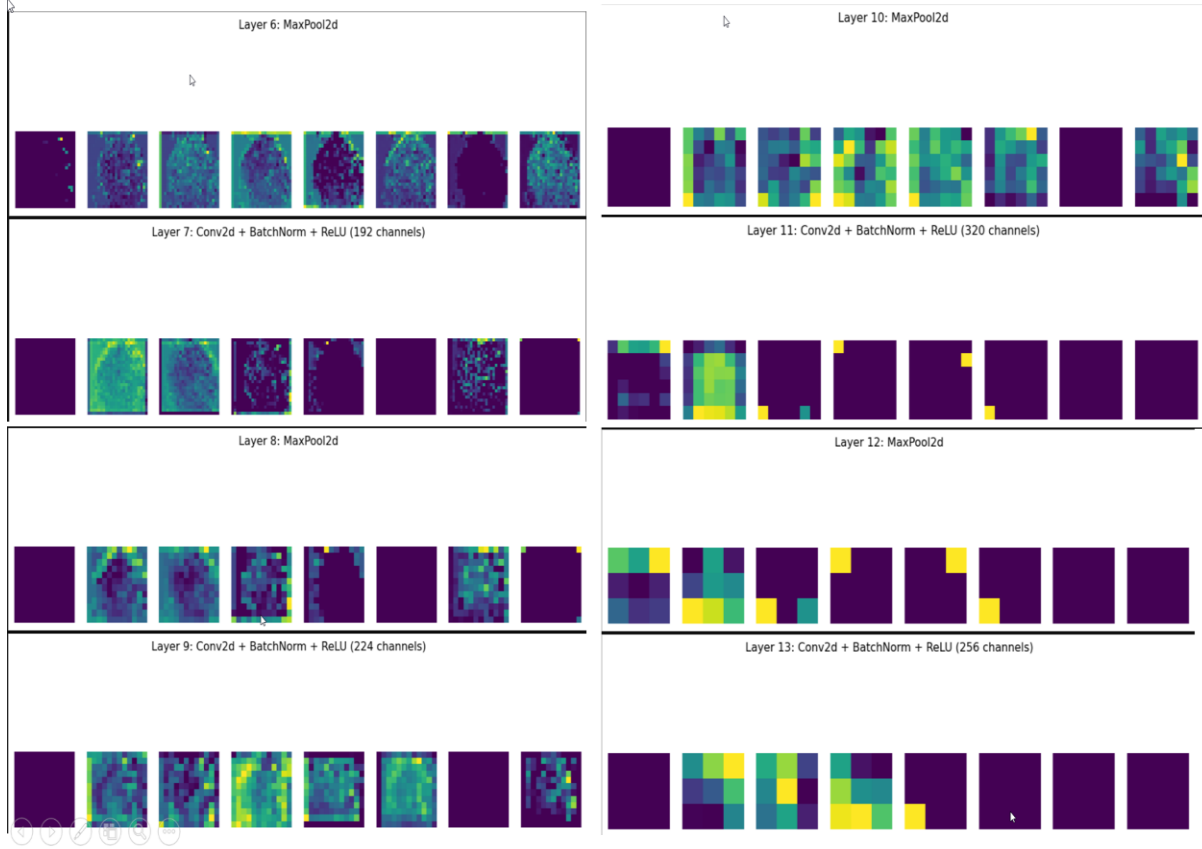 Layer 6: MaxPool2d
Layer 7: Conv2d + BatchNorm + ReLU (192 channels)
Layer 8: MaxPool2d
Layer 9: Conv2d + BatchNorm + ReLU (224 channels)
Layer 10: MaxPool2d
Layer 11: Conv2d + BatchNorm + ReLU (320 channels)
Layer 12: MaxPool2d
Layer 13: Conv2d + BatchNorm + ReLU (256 channels)